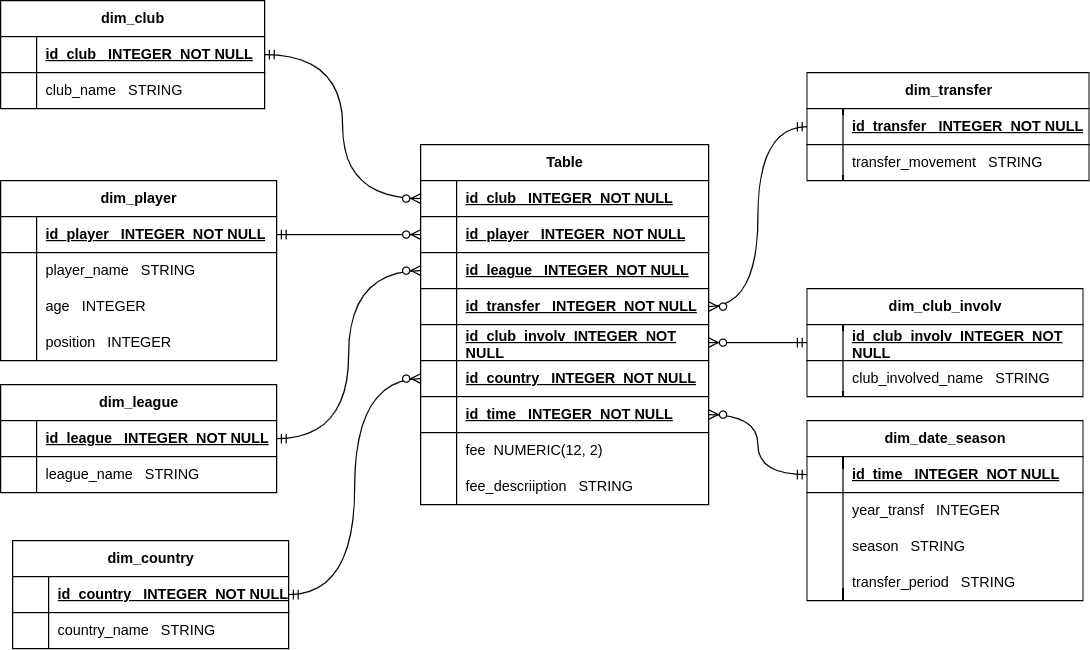 dim_club
id_club INTEGER NOT NULL
club_name STRING
dim_player
id_player INTEGER NOT NULL
player_name STRING
age INTEGER
position INTEGER
dim_league
id_league INTEGER NOT NULL
league_name STRING
dim_country
id_country INTEGER NOT NULL
country_name STRING
Table
id_club INTEGER NOT NULL
id_player INTEGER NOT NULL
id_league INTEGER NOT NULL
id_transfer INTEGER NOT NULL
id_club_involv INTEGER NOT
NULL
id_country INTEGER NOT NULL
id_time INTEGER NOT NULL
fee NUMERIC(12, 2)
fee_descriiption STRING
dim_transfer
id_transfer INTEGER NOT NULL
transfer_movement STRING
dim_club_involv
id_club_involv INTEGER NOT
NULL
club_involved_name STRING
dim_date_season
id_time INTEGER NOT NULL
year_transf INTEGER
season STRING
transfer_period STRING